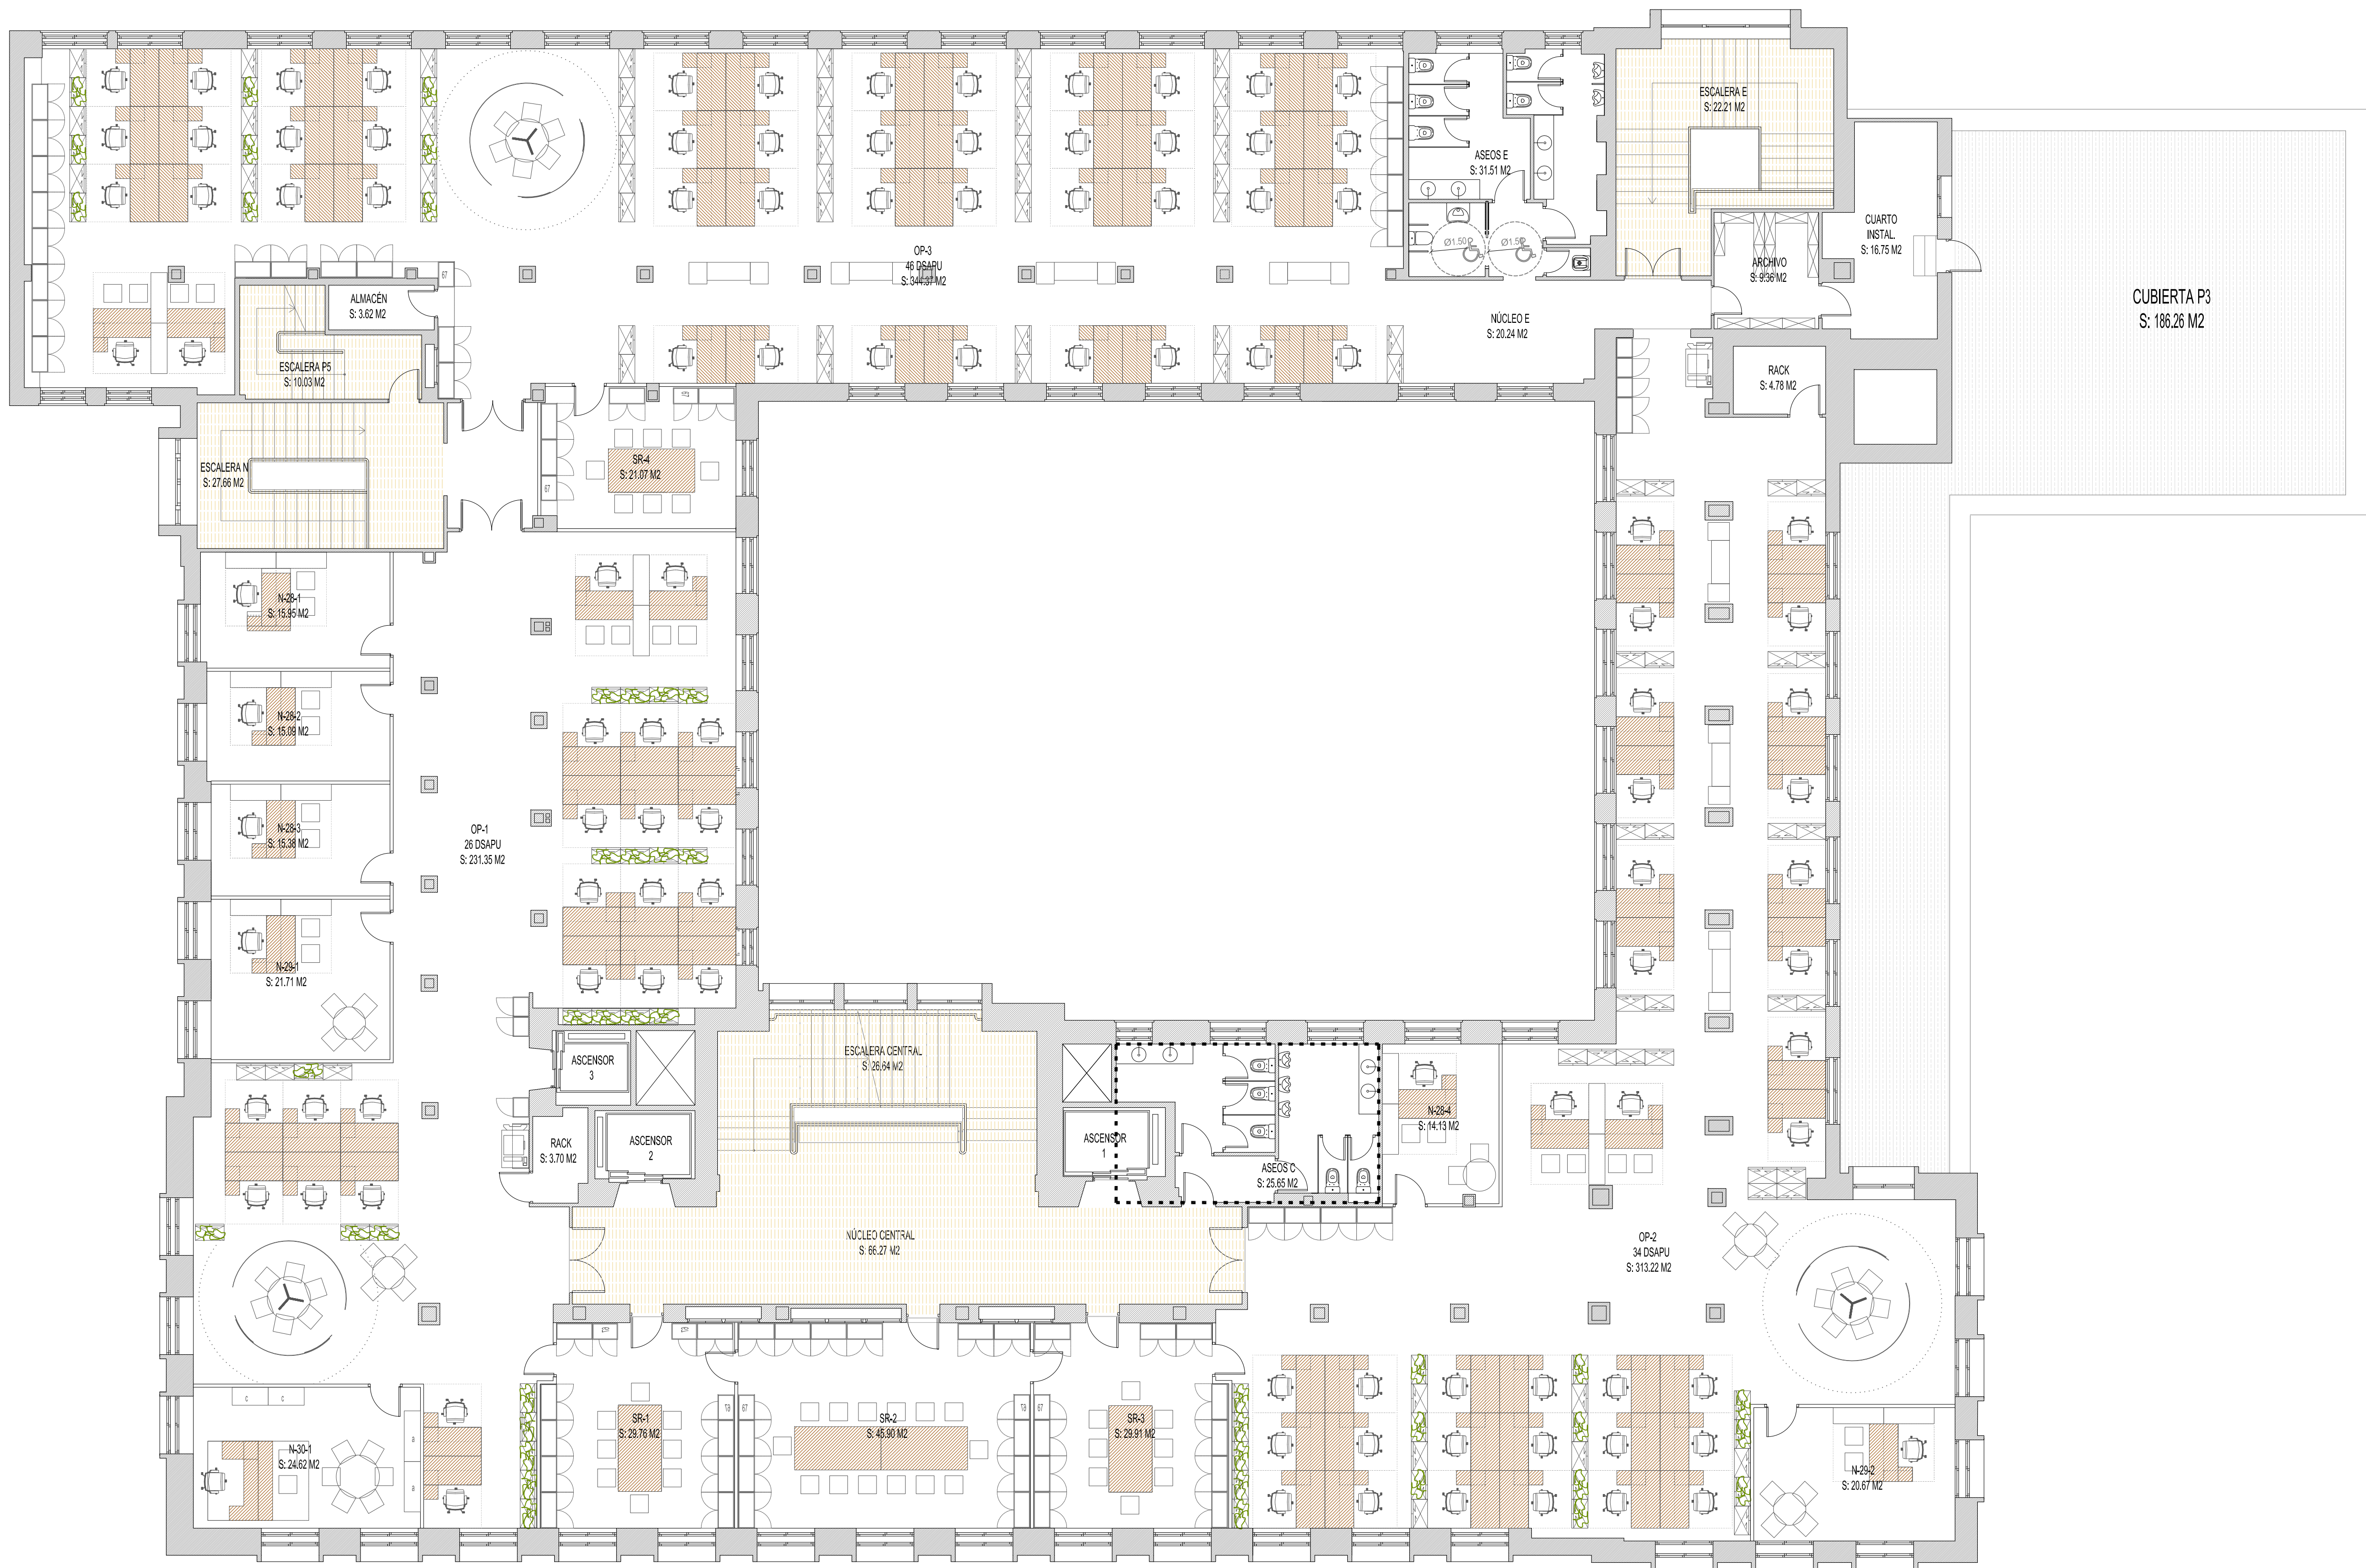 ESCALERA E
S: 22.21 M2
ASEOS E
S: 31.51 M2
Ø1.50
Ø1.50
CUARTO
INSTAL.
S: 16.75 M2
ARCHIVO
S: 9.36 M2
OP-3
46 DSAPU
S: 344.37 M2
67
ALMACÉN
S: 3.62 M2
CUBIERTA P3
S: 186.26 M2
NÚCLEO E
S: 20.24 M2
ESCALERA P5
S: 10.03 M2
RACK
S: 4.78 M2
SR-4
S: 21.07 M2
67
ESCALERA N
S: 27.66 M2
N-28-1
S: 15.95 M2
N-28-2
S: 15.09 M2
N-28-3
S: 15.38 M2
OP-1
26 DSAPU
S: 231.35 M2
N-29-1
S: 21.71 M2
ASCENSOR
3
ESCALERA CENTRAL
S: 26.64 M2
RACK
S: 3.70 M2
ASCENSOR
2
ASCENSOR
1
ASEOS C
S: 25.65 M2
N-28-4
S: 14.13 M2
NÚCLEO CENTRAL
S: 66.27 M2
OP-2
34 DSAPU
S: 313.22 M2
C
C
N-30-1
S: 24.62 M2
SR-1
S: 29.76 M2
67
67
SR-2
S: 45.90 M2
67
67
SR-3
S: 29.91 M2
N-29-2
S: 20.67 M2